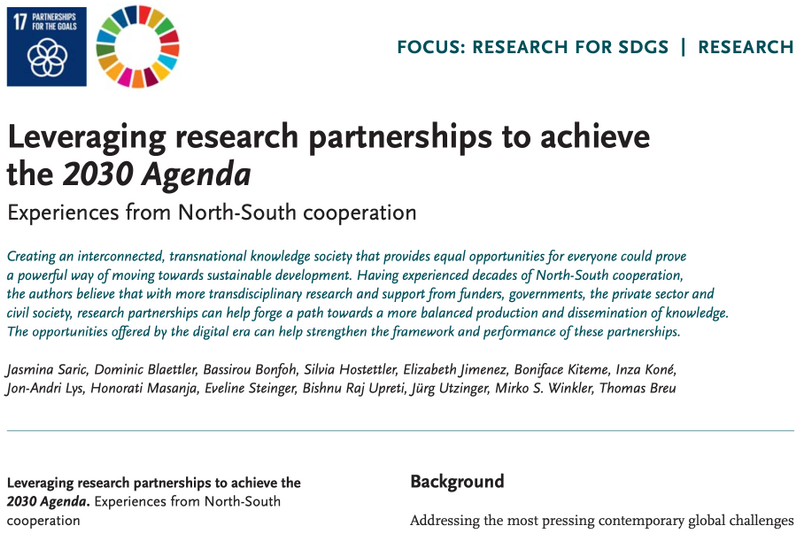 17 PARTNERSHIPS
FOR THE GOALS
FOCUS: RESEARCH FOR SDGS | RESEARCH
Leveraging research partnerships to achieve
the 2030 Agenda
Experiences from North-South cooperation
Creating an interconnected, transnational knowledge society that provides equal opportunities for everyone could prove
a powerful way of moving towards sustainable development. Having experienced decades of North-South cooperation,
the authors believe that with more transdisciplinary research and support from funders, governments, the private sector and
civil society, research partnerships can help forge a path towards a more balanced production and dissemination of knowledge.
The opportunities offered by the digital era can help strengthen the framework and performance of these partnerships.
Jasmina Saric, Dominic Blaettler, Bassirou Bonfoh, Silvia Hostettler, Elizabeth Jimenez, Boniface Kiteme, Inza Koné,
Jon-Andri Lys, Honorati Masanja, Eveline Steinger, Bishnu Raj Upreti, Jürg Utzinger, Mirko S. Winkler, Thomas Breu
Leveraging research partnerships to achieve the
2030 Agenda. Experiences from North-South
cooperation
Background
Addressing the most pressing contemporary global challenges